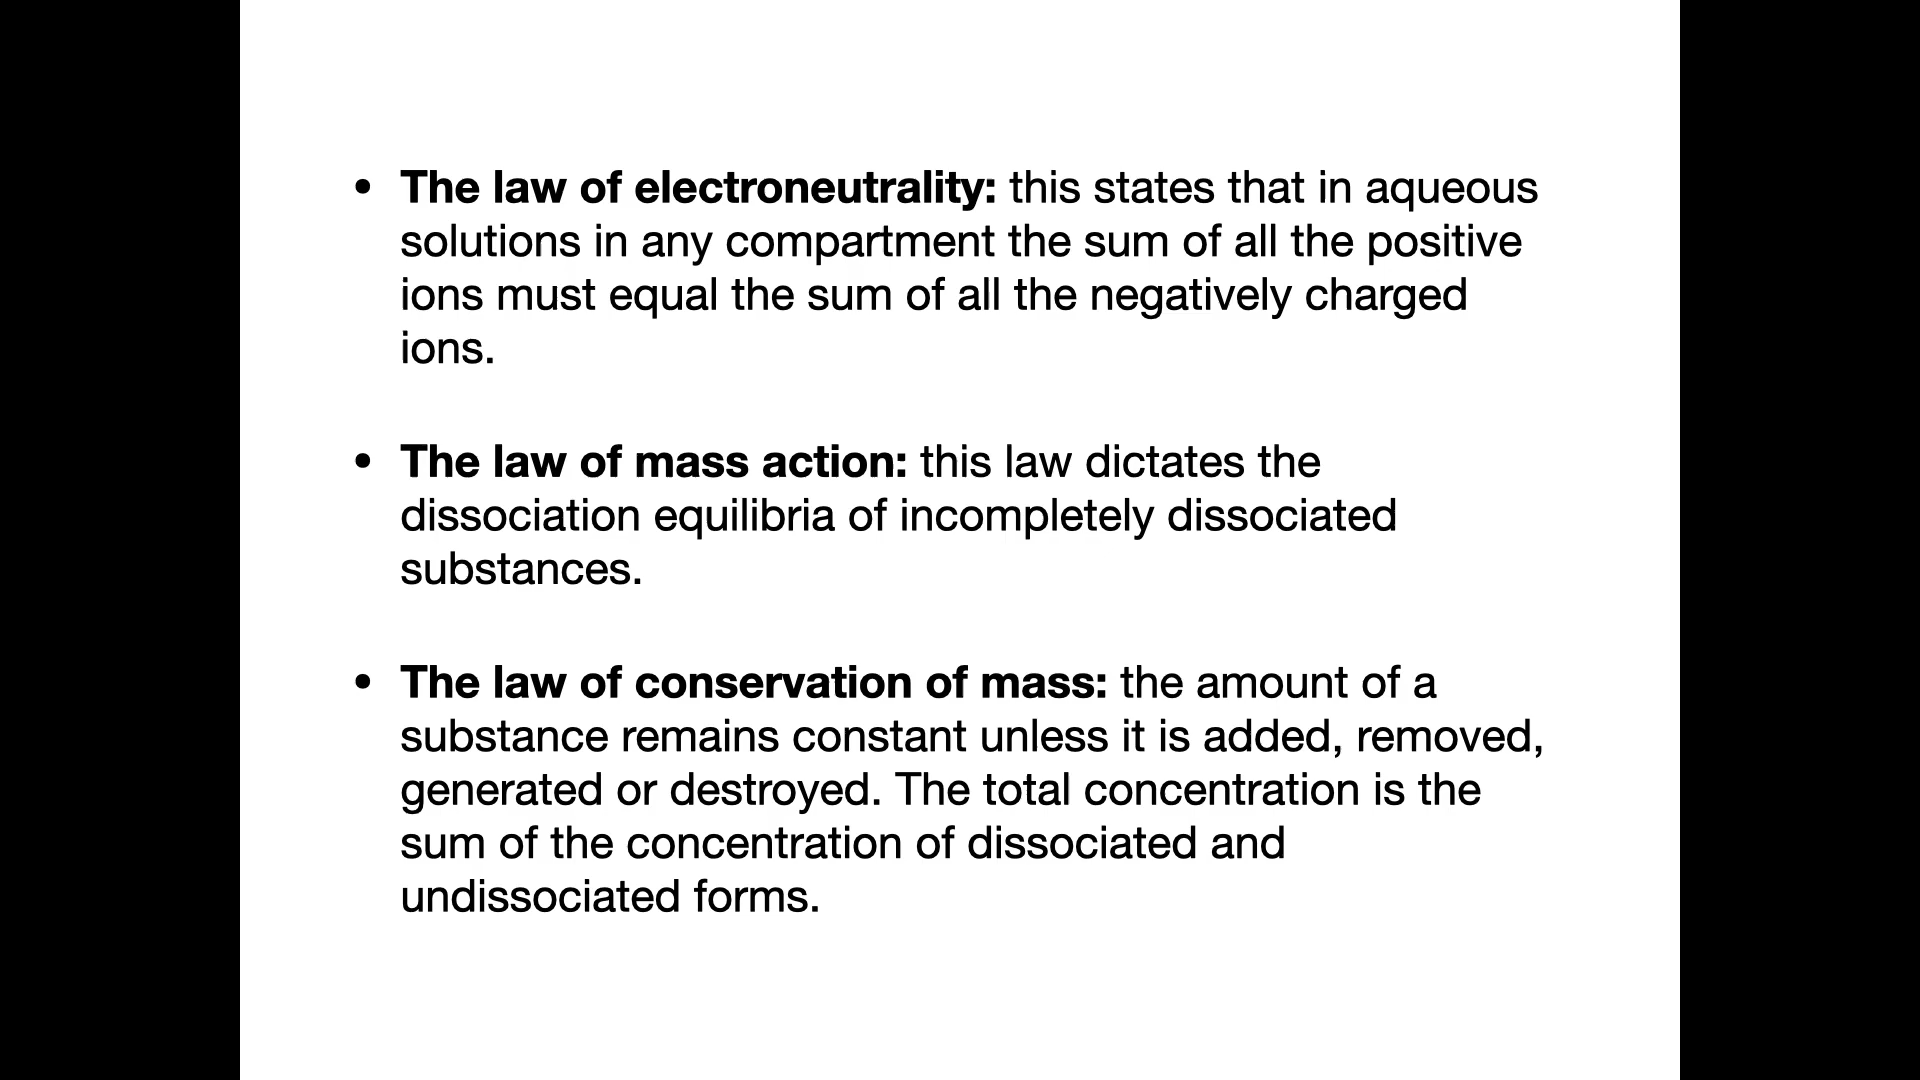 • The law of electroneutrality: this states that in aqueous
solutions in any compartment the sum of all the positive
ions must equal the sum of all the negatively charged
ions.
• The law of mass action: this law dictates the
dissociation equilibria of incompletely dissociated
substances.
• The law of conservation of mass: the amount of a
substance remains constant unless it is added, removed,
generated or destroyed. The total concentration is the
sum of the concentration of dissociated and
undissociated forms.